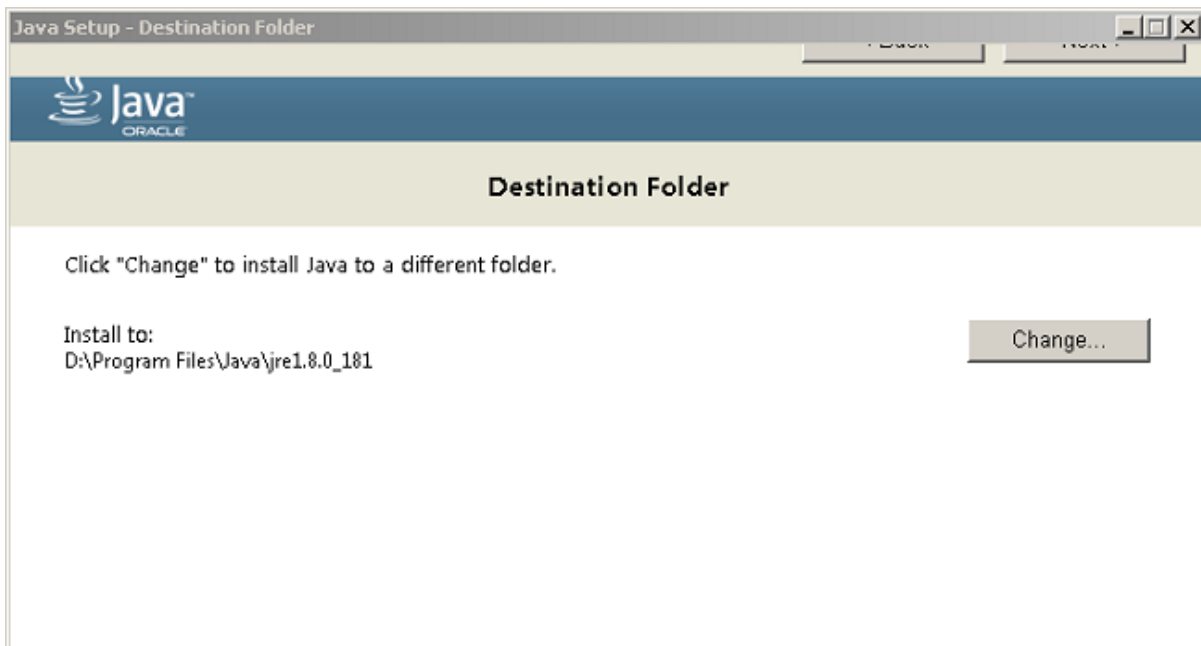 Java Setup - Destination Folder
Java™
ORACLE
Destination Folder
Click "Change" to install Java to a different folder.
Install to:
Change...
D:\Program Files\Java\jre1.8.0_181